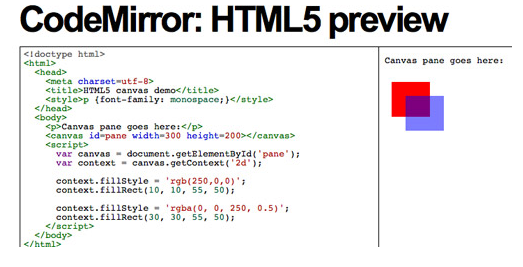 CodeMirror: HTML5 preview
<!doctype html>
<html>
  <head>
    <meta charset=utf-8>
    <title>HTML5 canvas demo</title>
    <style>p {font-family: monospace;}</style>
  </head>
  <body>
    <p>Canvas pane goes here:</p>
    <canvas id=pane width=300 height=200></canvas>
    <script>
      var canvas = document.getElementById('pane');
      var context = canvas.getContext('2d');

      context.fillStyle = 'rgb(250,0,0)';
      context.fillRect(10, 10, 55, 50);

      context.fillStyle = 'rgba(0, 0, 250, 0.5)';
      context.fillRect(30, 30, 55, 50);
    </script>
  </body>
</html>
Canvas pane goes here: